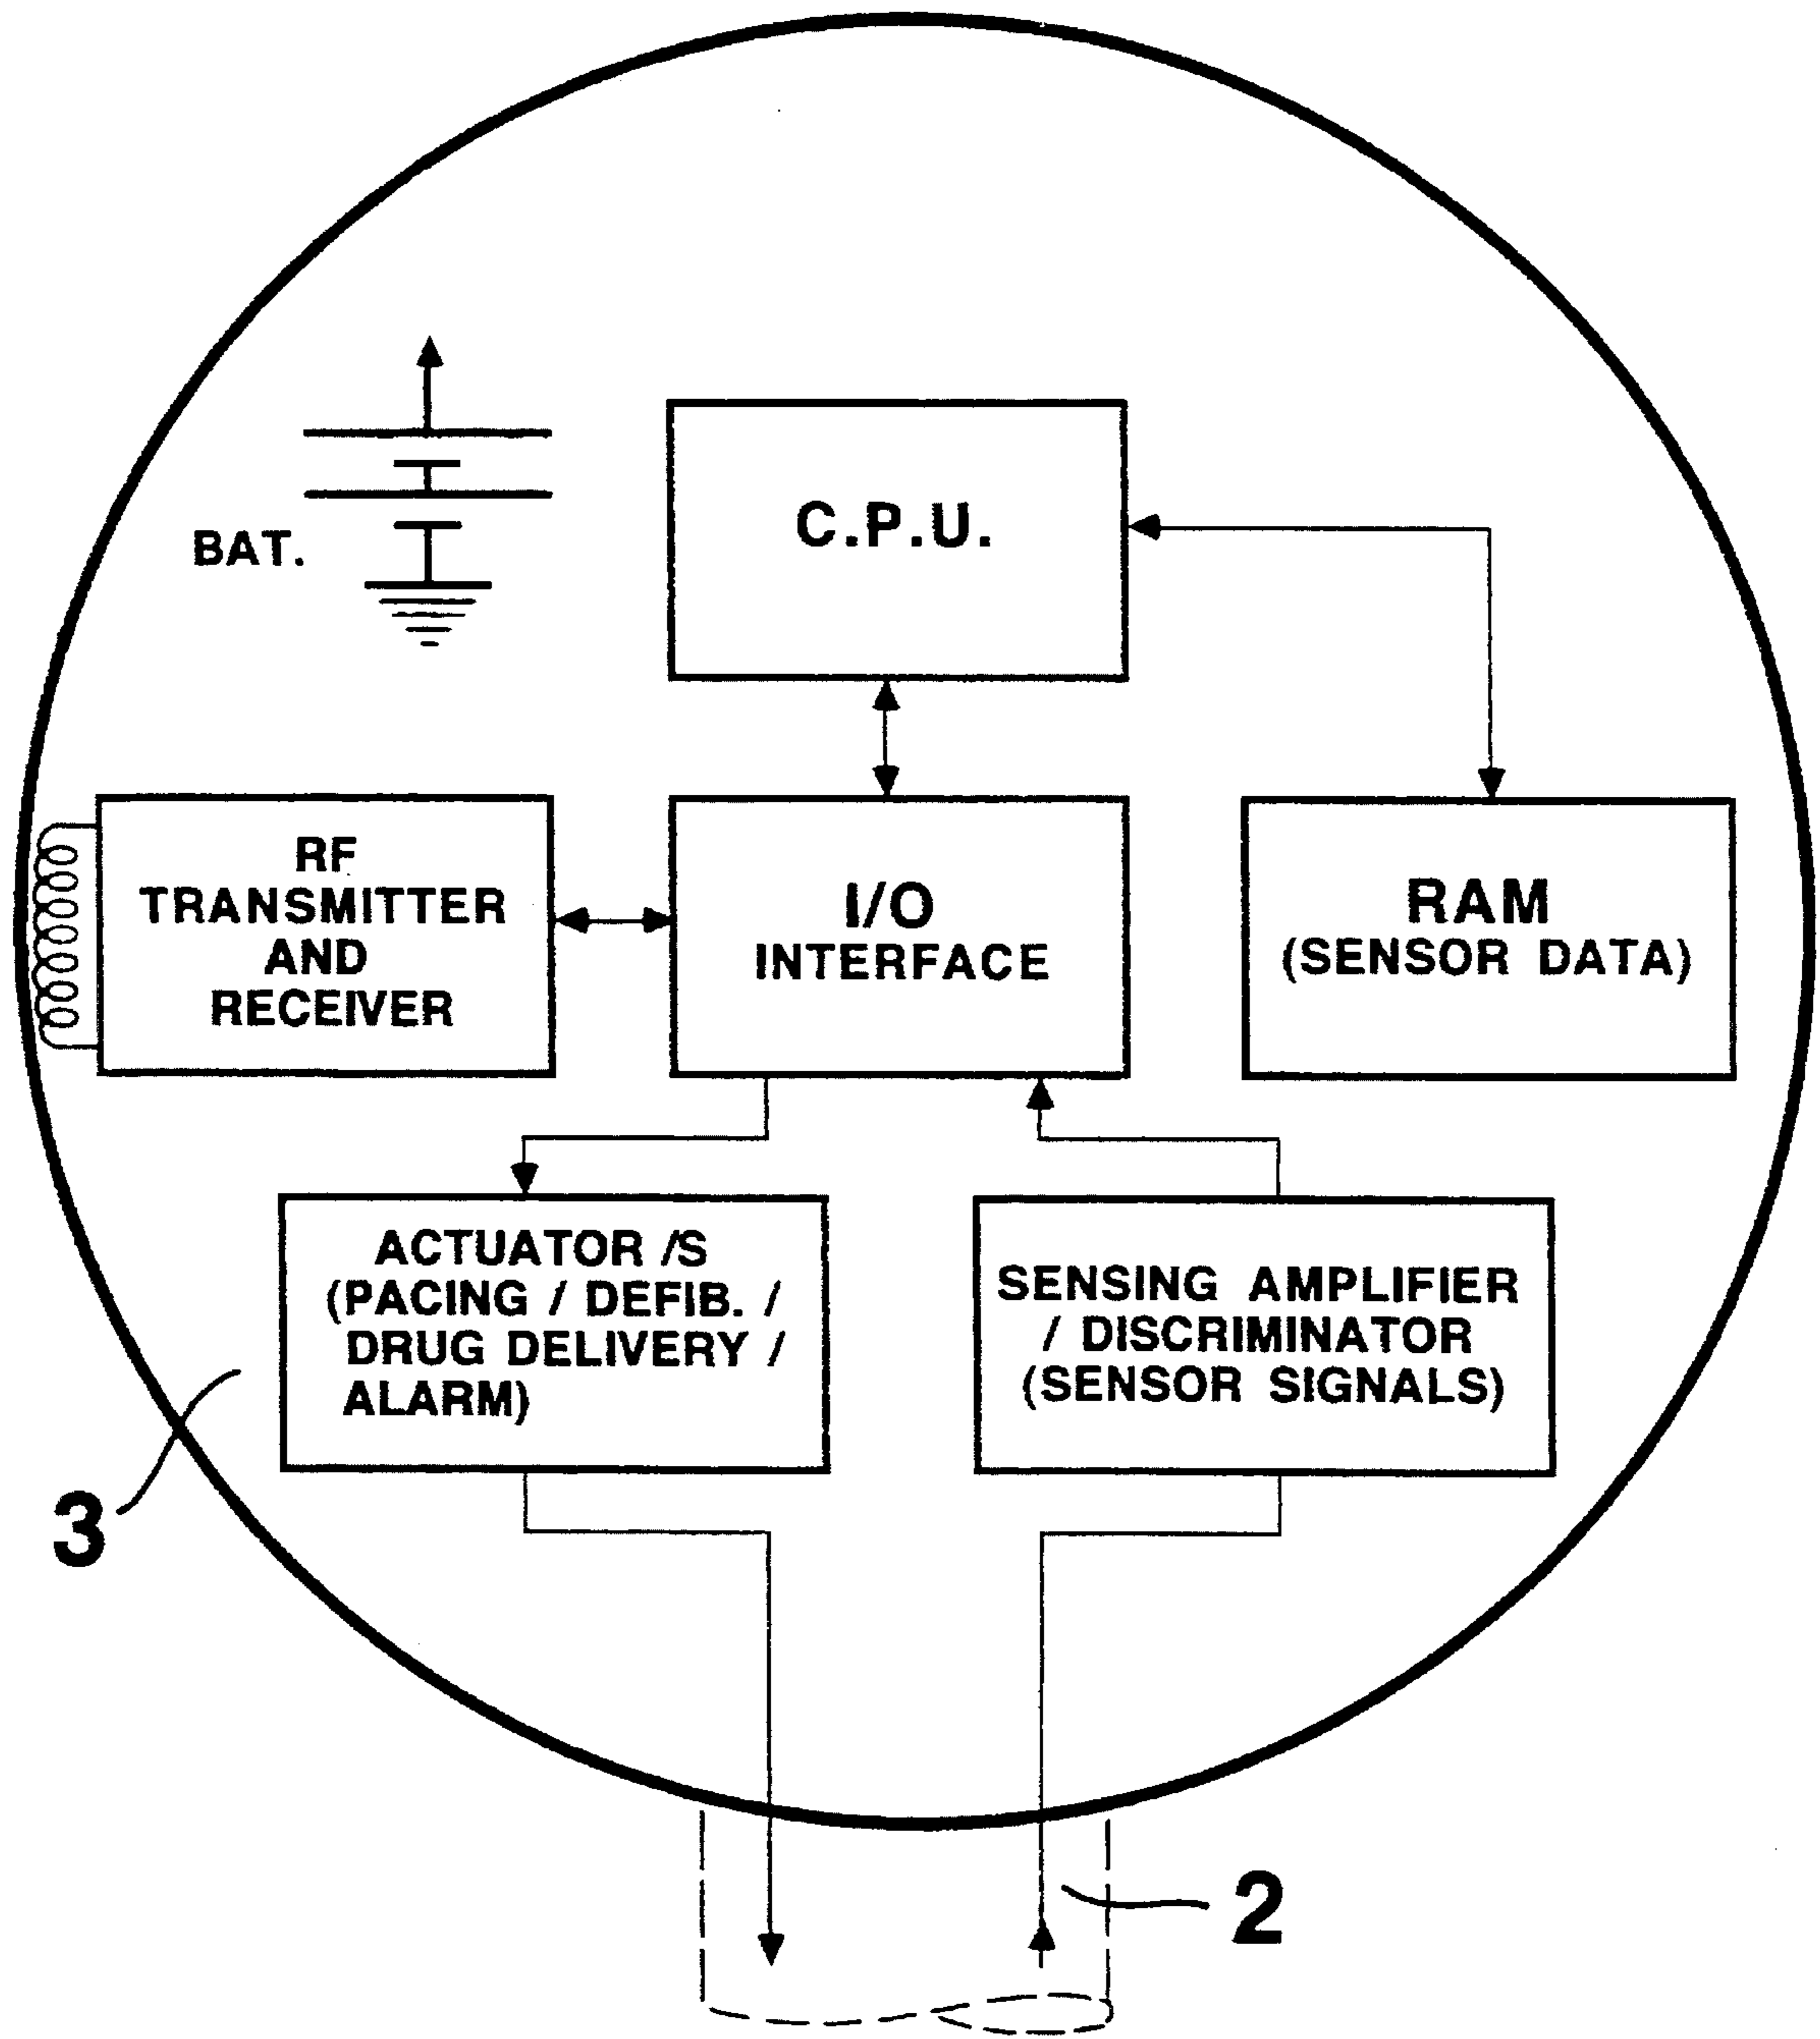 C.P.U.
BAT.
RF
TRANSMITTER
AND
RECEIVER
I/O
INTERFACE
RAM
(SENSOR DATA)
ACTUATOR /S
(PACING / DEFIB. /
DRUG DELIVERY /
ALARM)
SENSING AMPLIFIER
/ DISCRIMINATOR
(SENSOR SIGNALS)
3
2